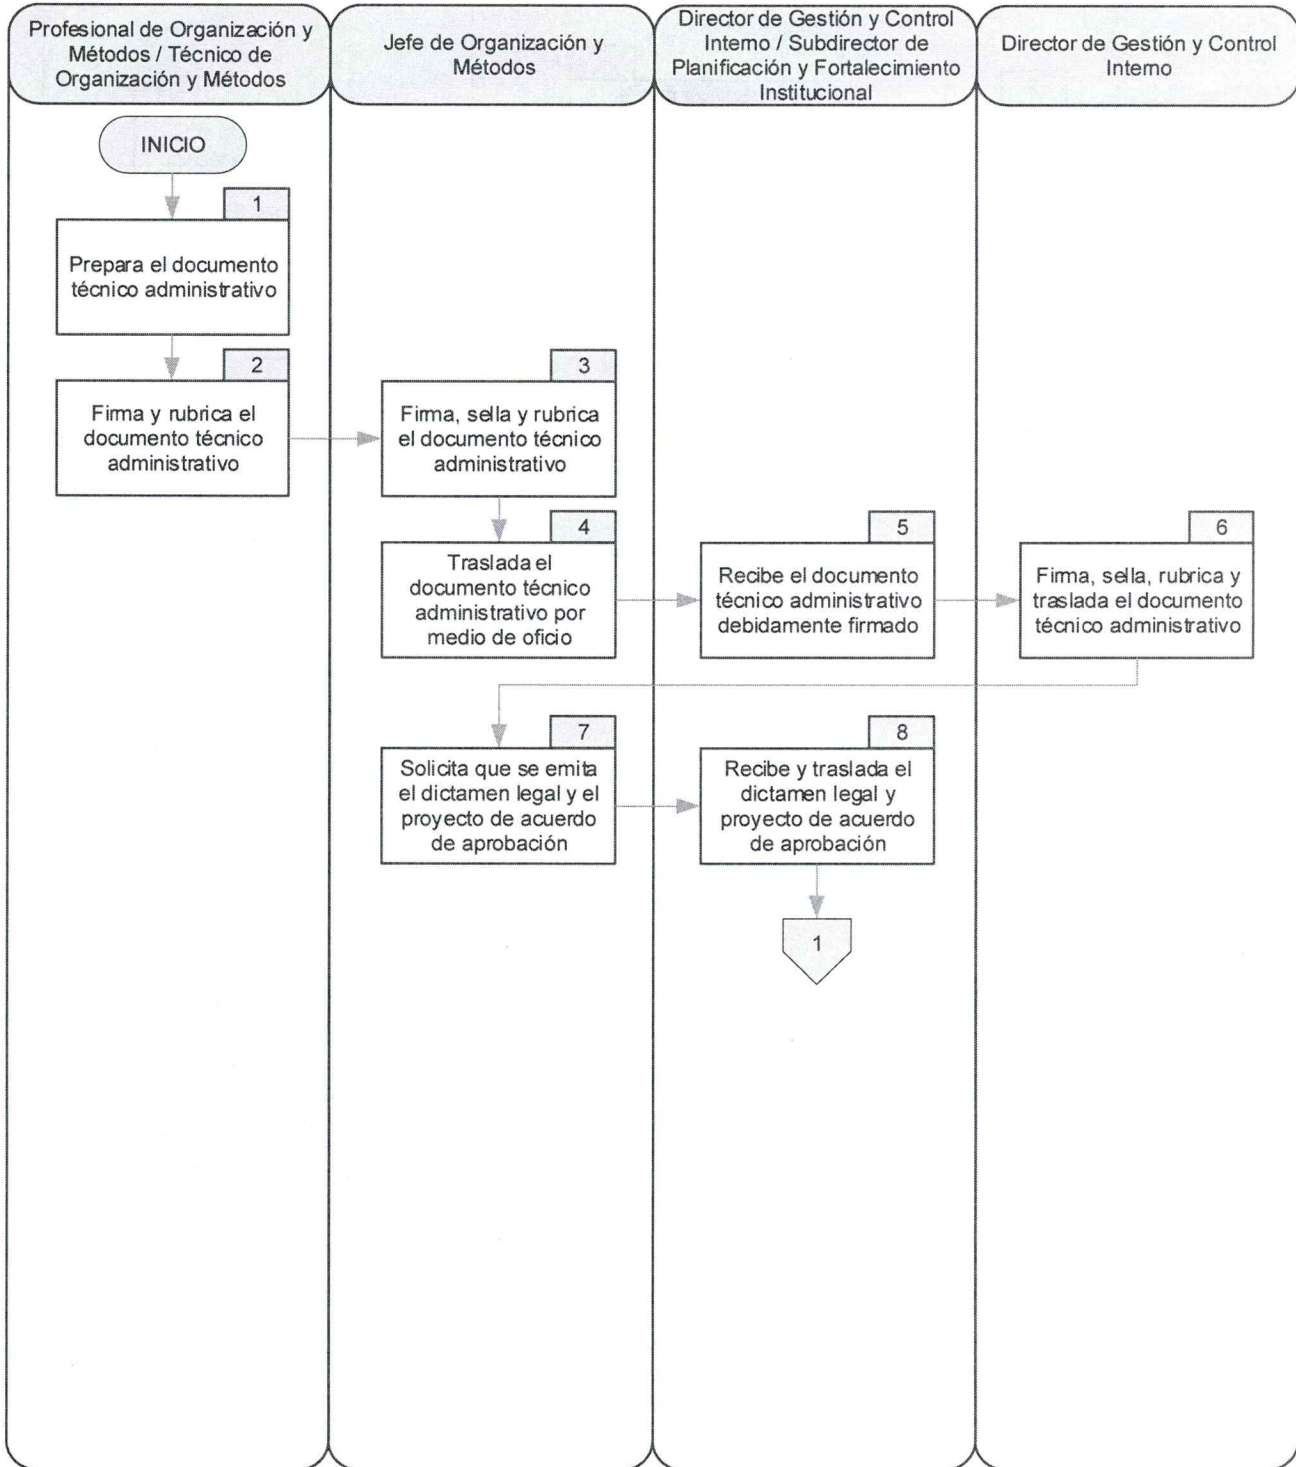 Profesional de Organización y
Métodos / Técnico de
Organización y Métodos
Jefe de Organización y
Métodos
Director de Gestión y Control
Interno / Subdirector de
Planificación y Fortalecimiento
Institucional
Director de Gestión y Control
Interno
INICIO
1
Prepara el documento
técnico administrativo
2
Firma y rubrica el
documento técnico
administrativo
3
Firma, sella y rubrica
el documento técnico
administrativo
4
Traslada el
documento técnico
administrativo por
medio de oficio
5
Recibe el documento
técnico administrativo
debidamente firmado
6
Firma, sella, rubrica y
traslada el documento
técnico administrativo
7
Solicita que se emita
el dictamen legal y el
proyecto de acuerdo
de aprobación
8
Recibe y traslada el
dictamen legal y
proyecto de acuerdo
de aprobación
1